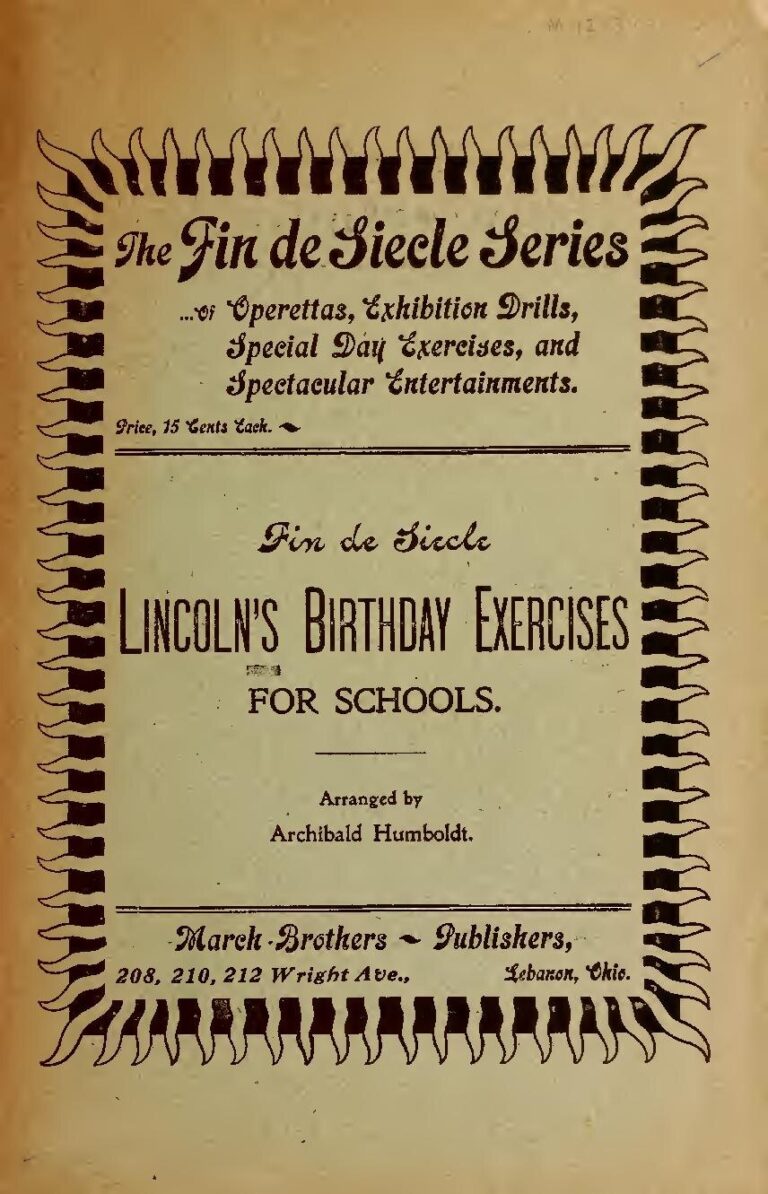 The Fin de Siecle Series
...of Operettas, Exhibition Drills,
Special Day Exercises, and
Spectacular Entertainments.
Price, 15 Cents Each.
Fin de Siecle
LINCOLN'S BIRTHDAY EXERCISES
FOR SCHOOLS.
Arranged by
Archibald Humboldt.
March Brothers ~ Publishers,
208, 210, 212 Wright Ave., Lebanon, Ohio.